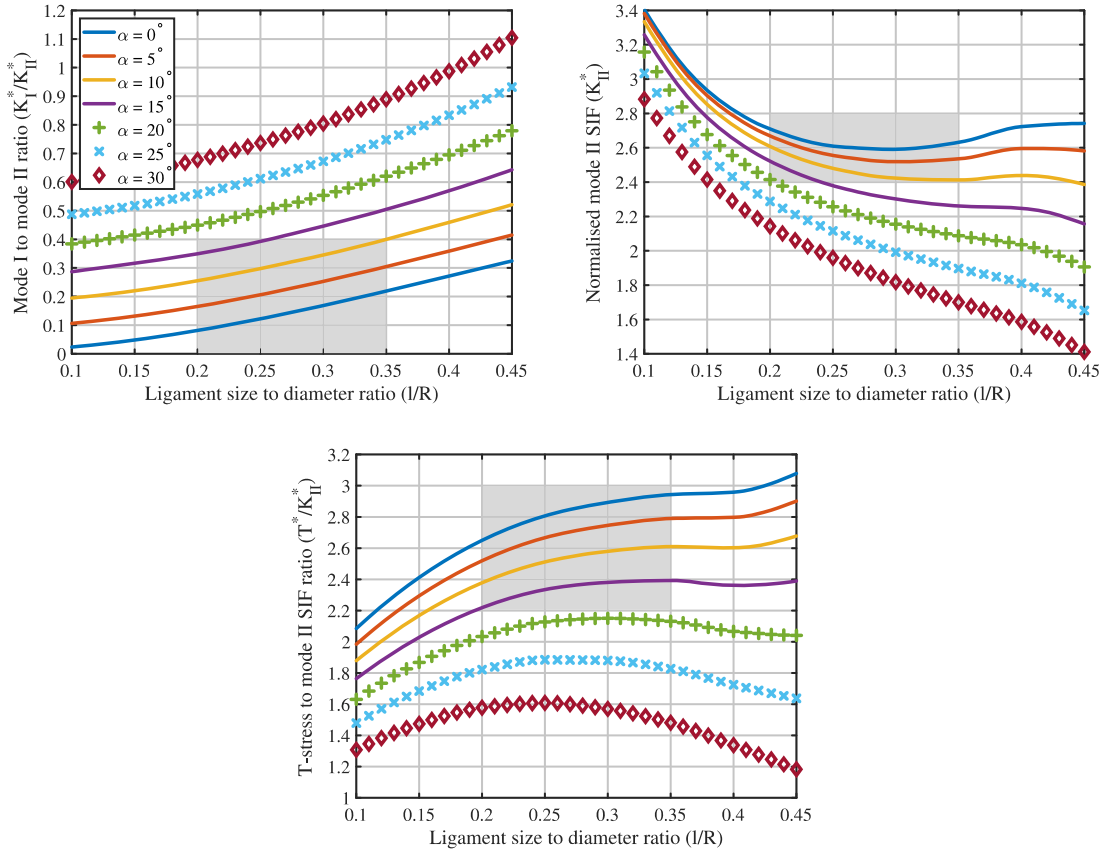 Mode I to mode II ratio (K*I/K*II)
1.2
1.1
1
0.9
0.8
0.7
0.6
0.5
0.4
0.3
0.2
0.1
0
α = 0°
α = 5°
α = 10°
α = 15°
α = 20°
α = 25°
α = 30°
0.1 0.15 0.2 0.25 0.3 0.35 0.4 0.45
Ligament size to diameter ratio (l/R)
Normalised mode II SIF (K*II)
3.4
3.2
3
2.8
2.6
2.4
2.2
2
1.8
1.6
1.4
0.1 0.15 0.2 0.25 0.3 0.35 0.4 0.45
Ligament size to diameter ratio (l/R)
T-stress to mode II SIF ratio (T*/K*II)
3.2
3
2.8
2.6
2.4
2.2
2
1.8
1.6
1.4
1.2
1
0.1 0.15 0.2 0.25 0.3 0.35 0.4 0.45
Ligament size to diameter ratio (l/R)